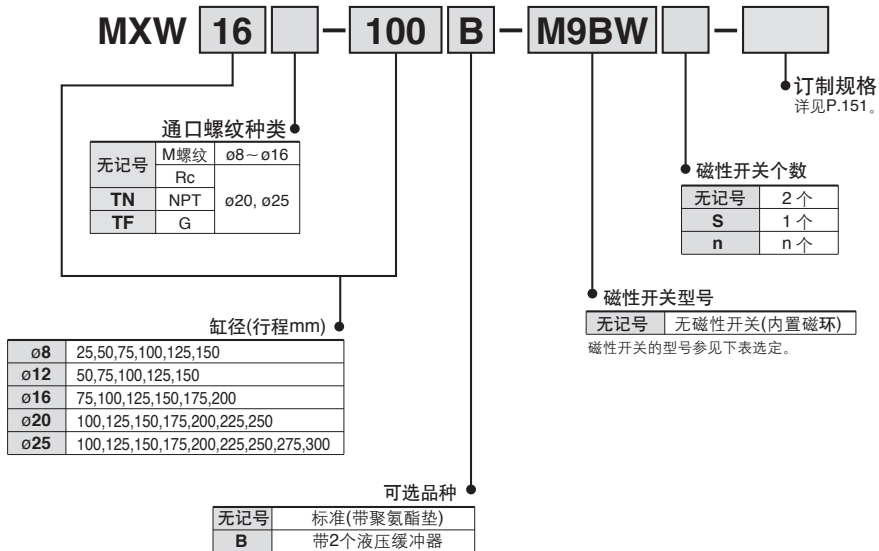 MXW 16 － 100 B － M9BW －
订制规格
详见P.151。
通口螺纹种类
无记号 M螺纹 ø8～ø16
Rc ø20, ø25
TN NPT
TF G
磁性开关个数
无记号 2 个
S 1 个
n n 个
磁性开关型号
无记号 无磁性开关(内置磁环)
磁性开关的型号参见下表选定。
缸径(行程mm)
ø8 25,50,75,100,125,150
ø12 50,75,100,125,150
ø16 75,100,125,150,175,200
ø20 100,125,150,175,200,225,250
ø25 100,125,150,175,200,225,250,275,300
可选品种
无记号 标准(带聚氨酯垫)
B 带2个液压缓冲器